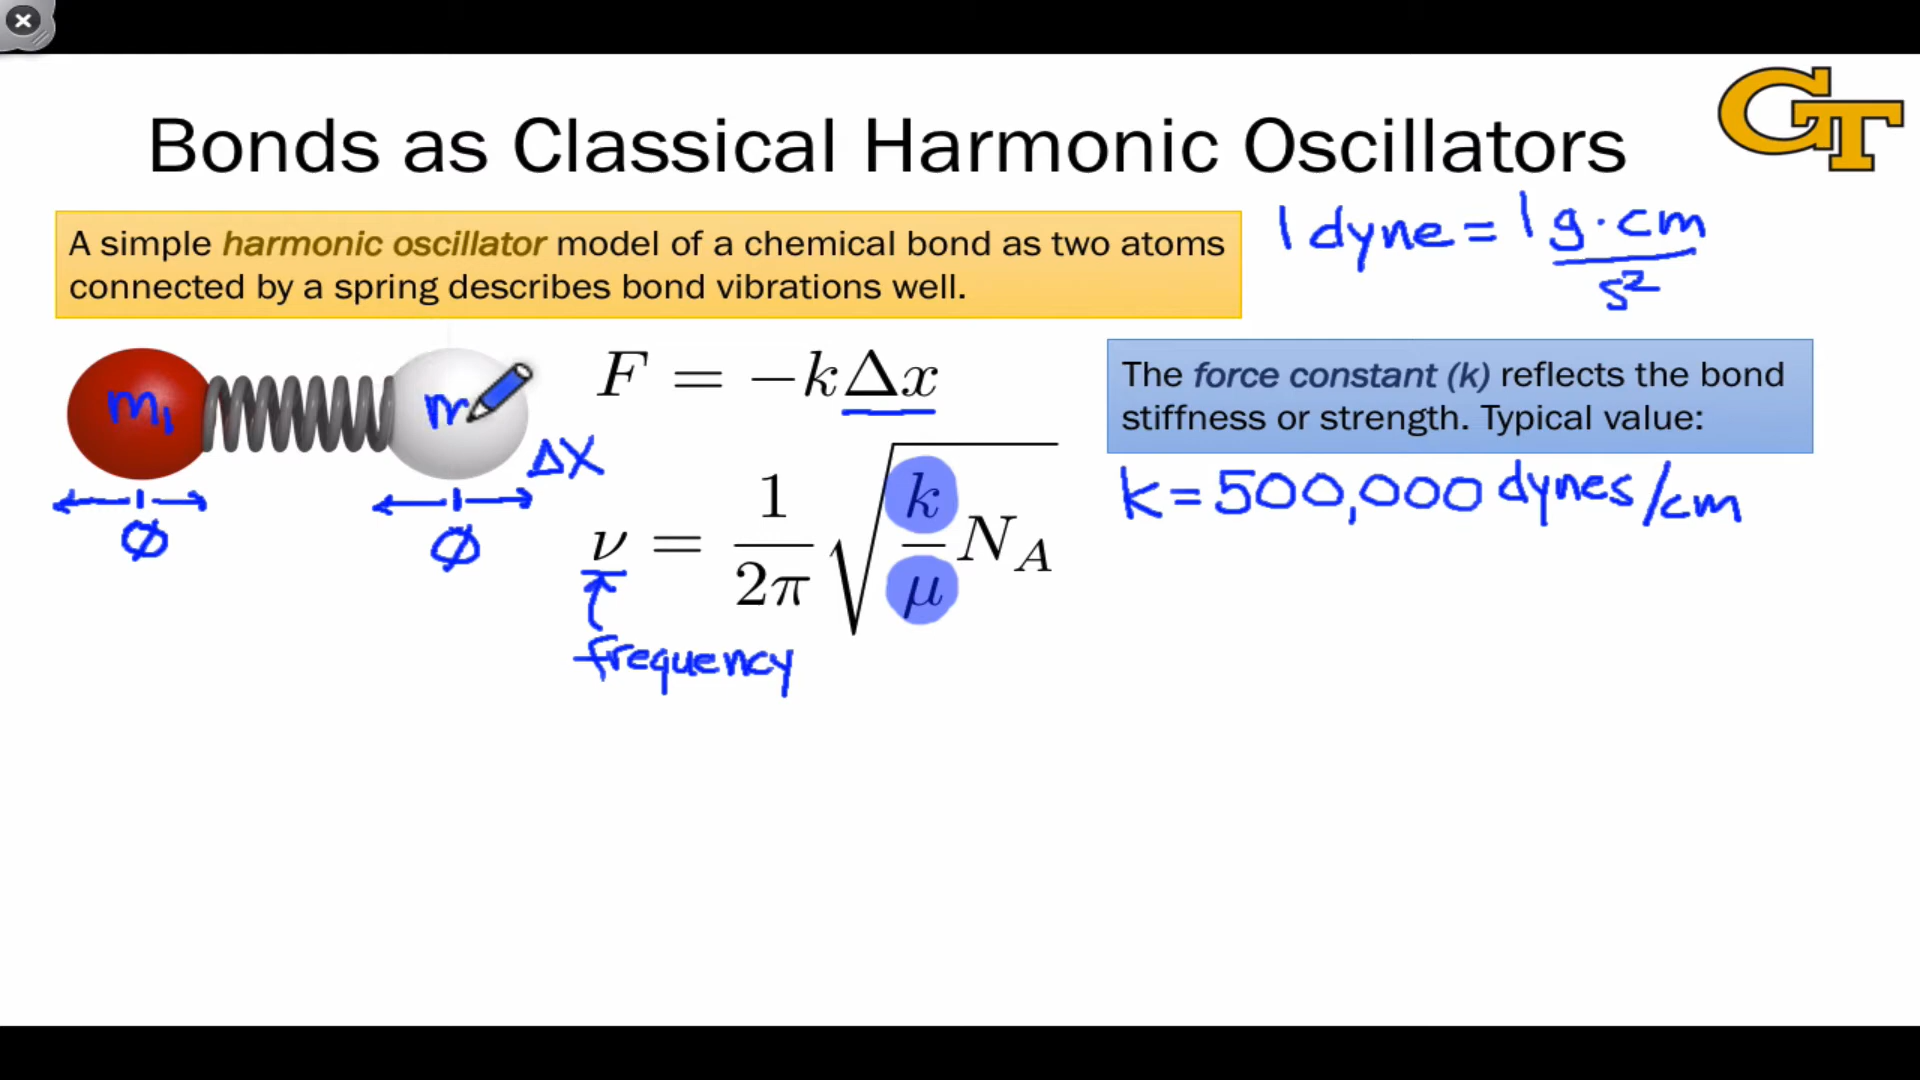 Bonds as Classical Harmonic Oscillators
GT
A simple harmonic oscillator model of a chemical bond as two atoms
connected by a spring describes bond vibrations well.
1 dyne = 1 g·cm
s²
m₁
m
F = −kΔx
The force constant (k) reflects the bond
stiffness or strength. Typical value:
ΔX
k = 500,000 dynes/cm
ν = 1/2π √(k/μ N_A)
∅
∅
frequency